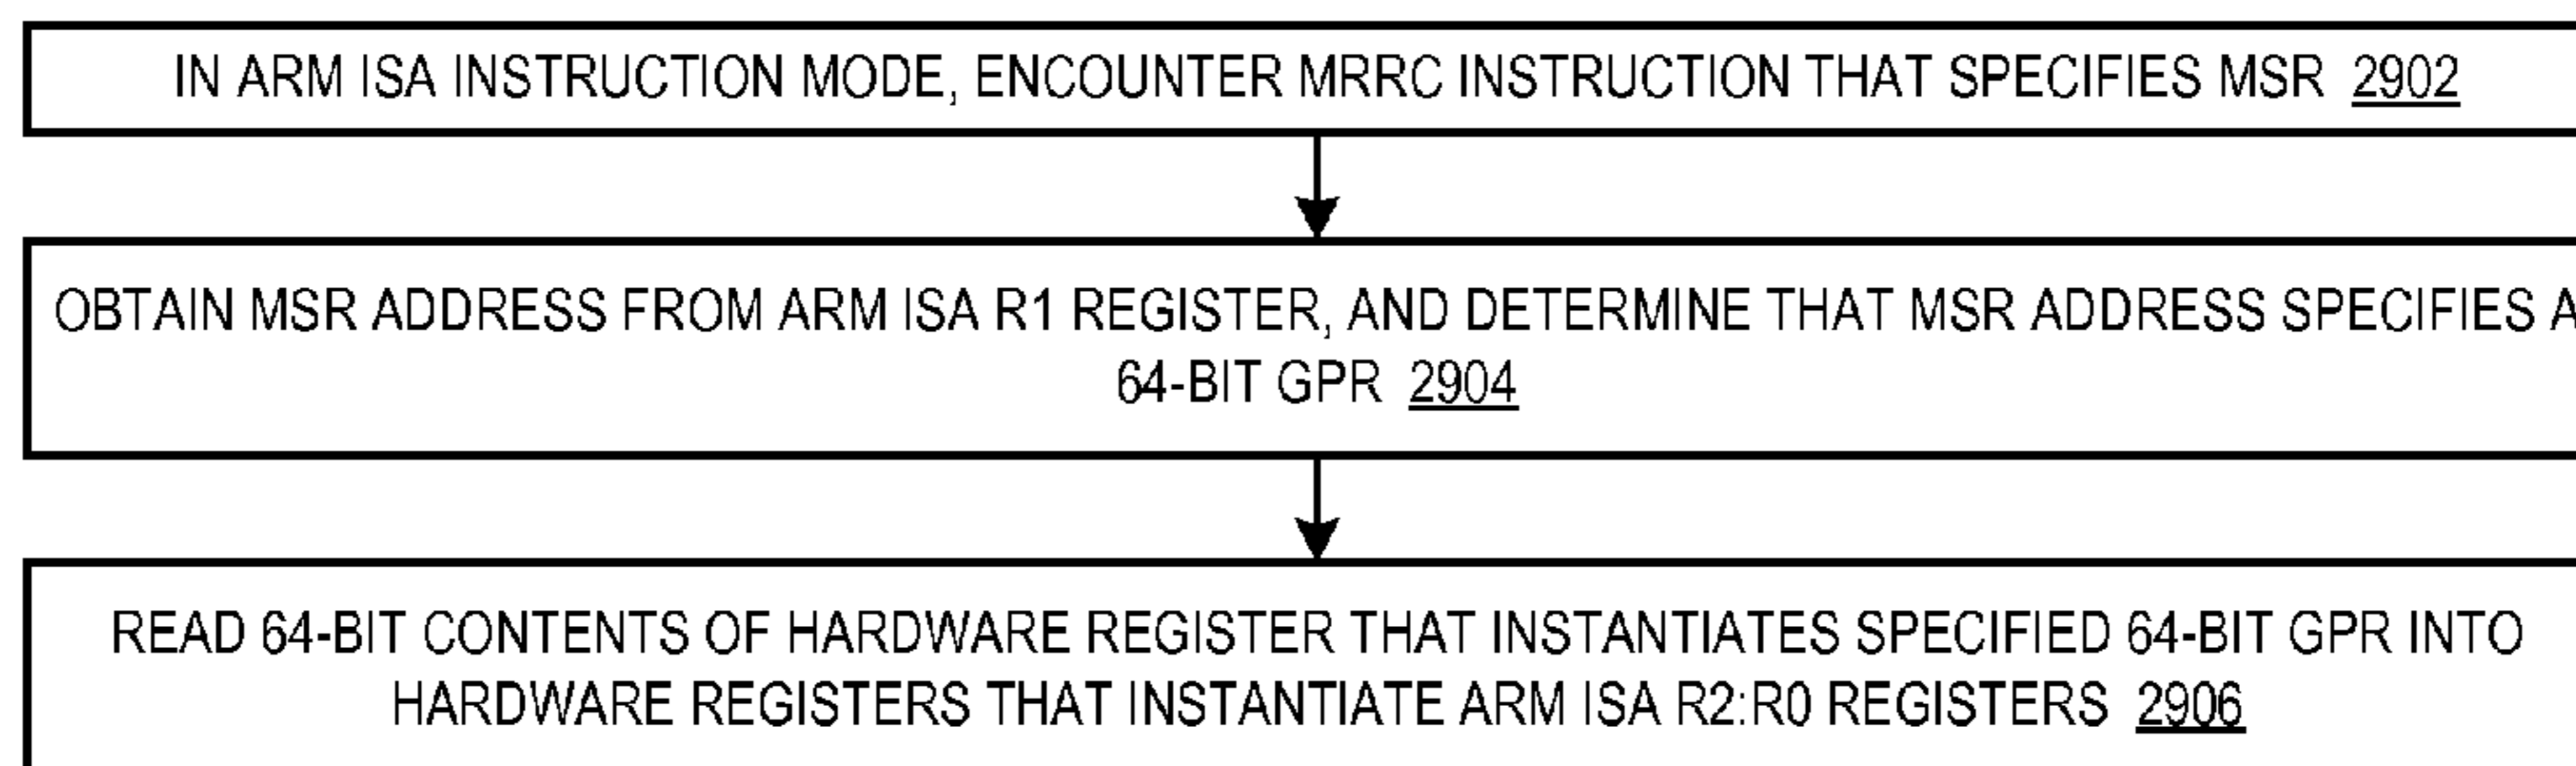 IN ARM ISA INSTRUCTION MODE, ENCOUNTER MRRC INSTRUCTION THAT SPECIFIES MSR 2902
OBTAIN MSR ADDRESS FROM ARM ISA R1 REGISTER, AND DETERMINE THAT MSR ADDRESS SPECIFIES A
64-BIT GPR 2904
READ 64-BIT CONTENTS OF HARDWARE REGISTER THAT INSTANTIATES SPECIFIED 64-BIT GPR INTO
HARDWARE REGISTERS THAT INSTANTIATE ARM ISA R2:R0 REGISTERS 2906